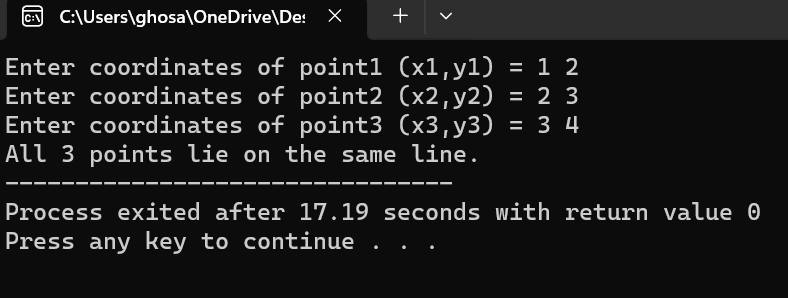 C:\Users\ghosa\OneDrive\Des
Enter coordinates of point1 (x1,y1) = 1 2
Enter coordinates of point2 (x2,y2) = 2 3
Enter coordinates of point3 (x3,y3) = 3 4
All 3 points lie on the same line.
--------------------------------
Process exited after 17.19 seconds with return value 0
Press any key to continue . . .